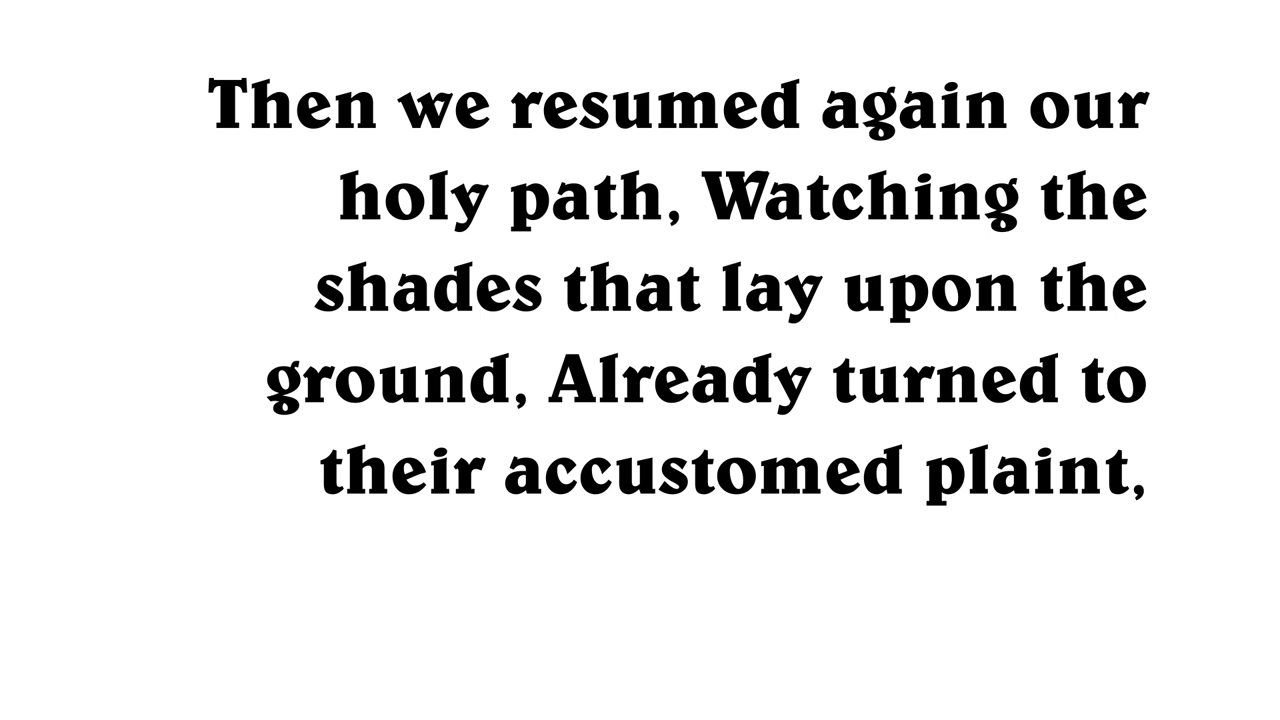 Then we resumed again our
holy path, Watching the
shades that lay upon the
ground, Already turned to
their accustomed plaint,